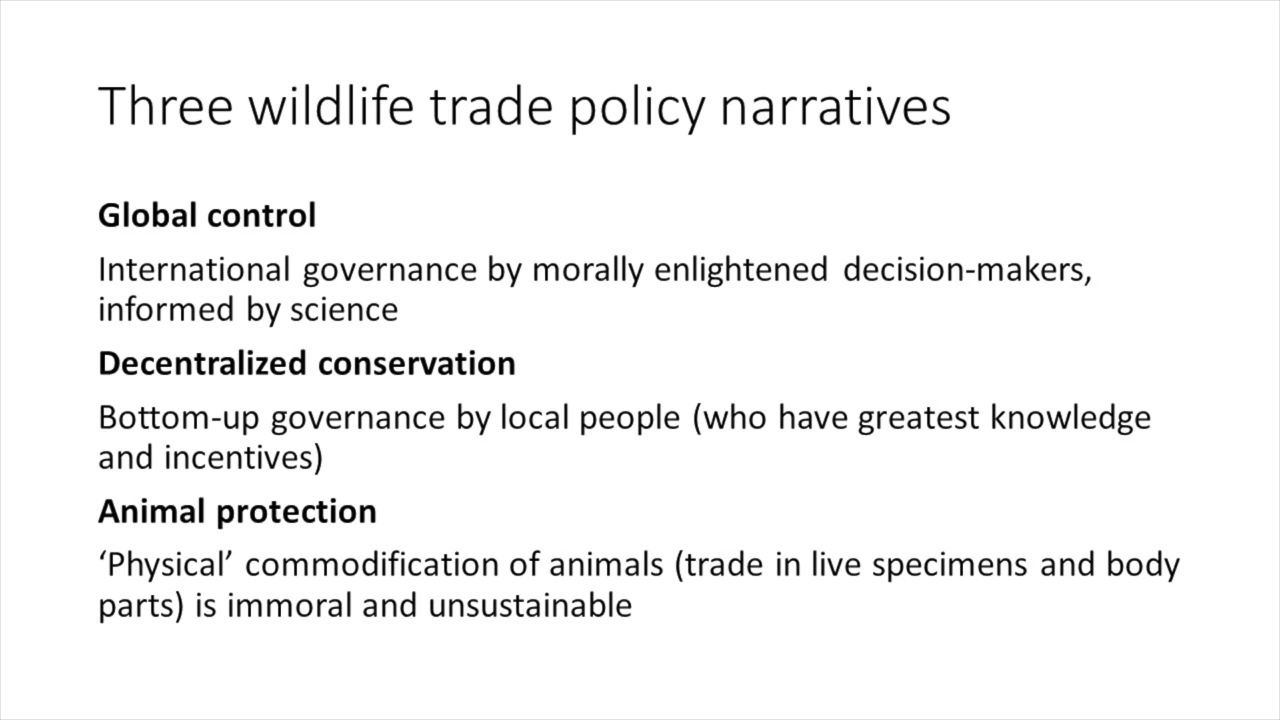 Three wildlife trade policy narratives
Global control
International governance by morally enlightened decision-makers,
informed by science
Decentralized conservation
Bottom-up governance by local people (who have greatest knowledge
and incentives)
Animal protection
‘Physical’ commodification of animals (trade in live specimens and body
parts) is immoral and unsustainable